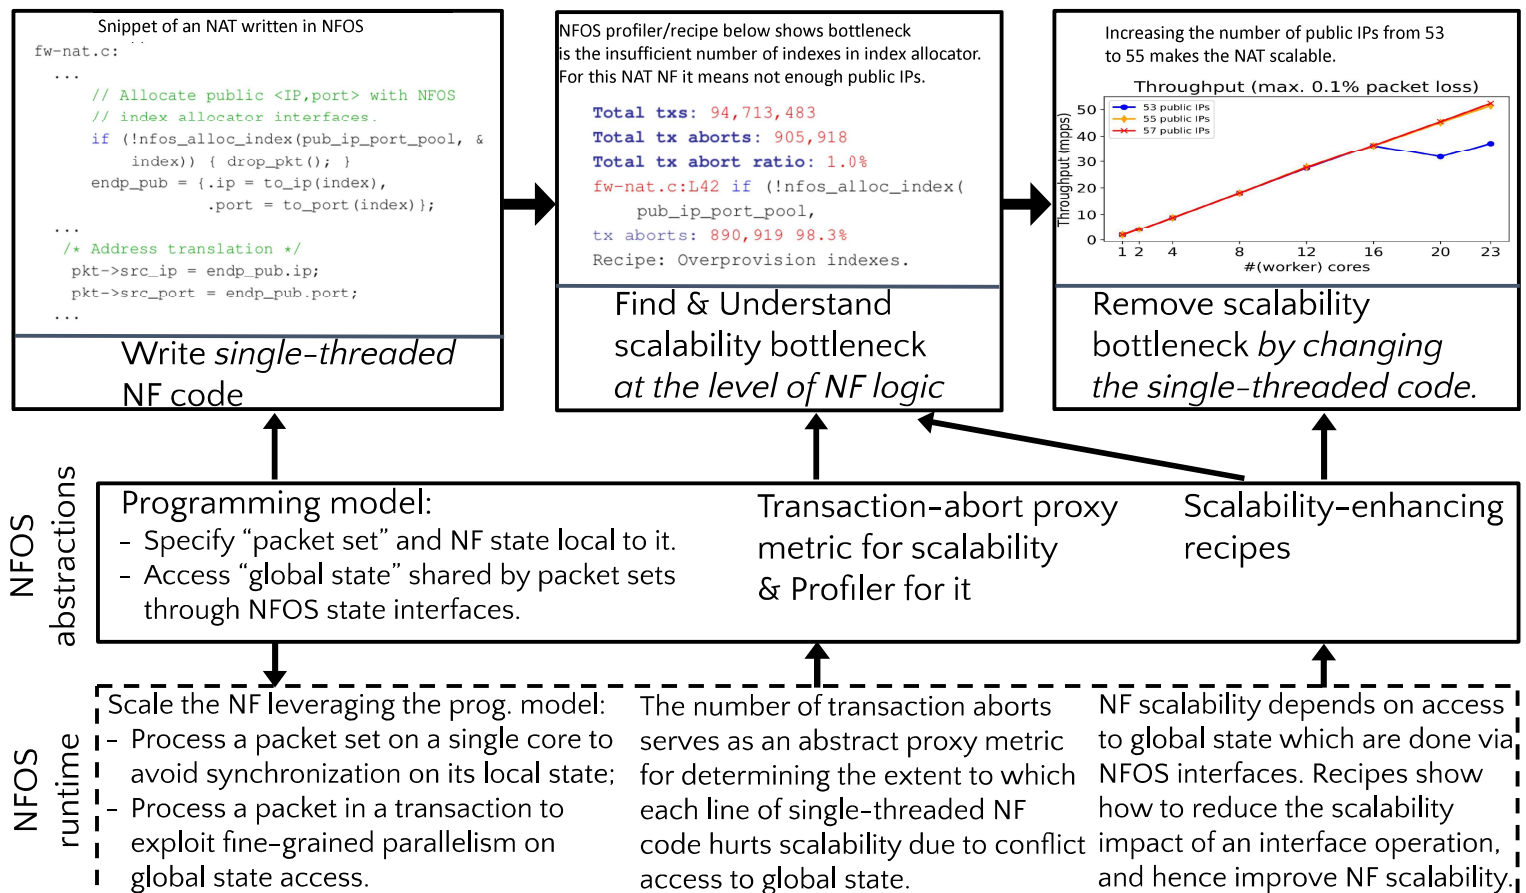 Snippet of an NAT written in NFOS
fw-nat.c:
...
// Allocate public <IP,port> with NFOS
// index allocator interfaces.
if (!nfos_alloc_index(pub_ip_port_pool, &
index)) { drop_pkt(); }
endp_pub = {.ip = to_ip(index),
.port = to_port(index)};
...
/* Address translation */
pkt->src_ip = endp_pub.ip;
pkt->src_port = endp_pub.port;
...
Write single-threaded
NF code
NFOS profiler/recipe below shows bottleneck
is the insufficient number of indexes in index allocator.
For this NAT NF it means not enough public IPs.
Total txs: 94,713,483
Total tx aborts: 905,918
Total tx abort ratio: 1.0%
fw-nat.c:L42 if (!nfos_alloc_index(
pub_ip_port_pool,
tx aborts: 890,919 98.3%
Recipe: Overprovision indexes.
Find & Understand
scalability bottleneck
at the level of NF logic
Increasing the number of public IPs from 53
to 55 makes the NAT scalable.
Throughput (max. 0.1% packet loss)
53 public IPs
55 public IPs
57 public IPs
Throughput (mpps)
50
40
30
20
10
0
1 2 4 8 12 16 20 23
#(worker) cores
Remove scalability
bottleneck by changing
the single-threaded code.
NFOS
abstractions
Programming model:
- Specify “packet set” and NF state local to it.
- Access “global state” shared by packet sets
through NFOS state interfaces.
Transaction-abort proxy
metric for scalability
& Profiler for it
Scalability-enhancing
recipes
NFOS
runtime
Scale the NF leveraging the prog. model:
- Process a packet set on a single core to
avoid synchronization on its local state;
- Process a packet in a transaction to
exploit fine-grained parallelism on
global state access.
The number of transaction aborts
serves as an abstract proxy metric
for determining the extent to which
each line of single-threaded NF
code hurts scalability due to conflict
access to global state.
NF scalability depends on access
to global state which are done via
NFOS interfaces. Recipes show
how to reduce the scalability
impact of an interface operation,
and hence improve NF scalability.